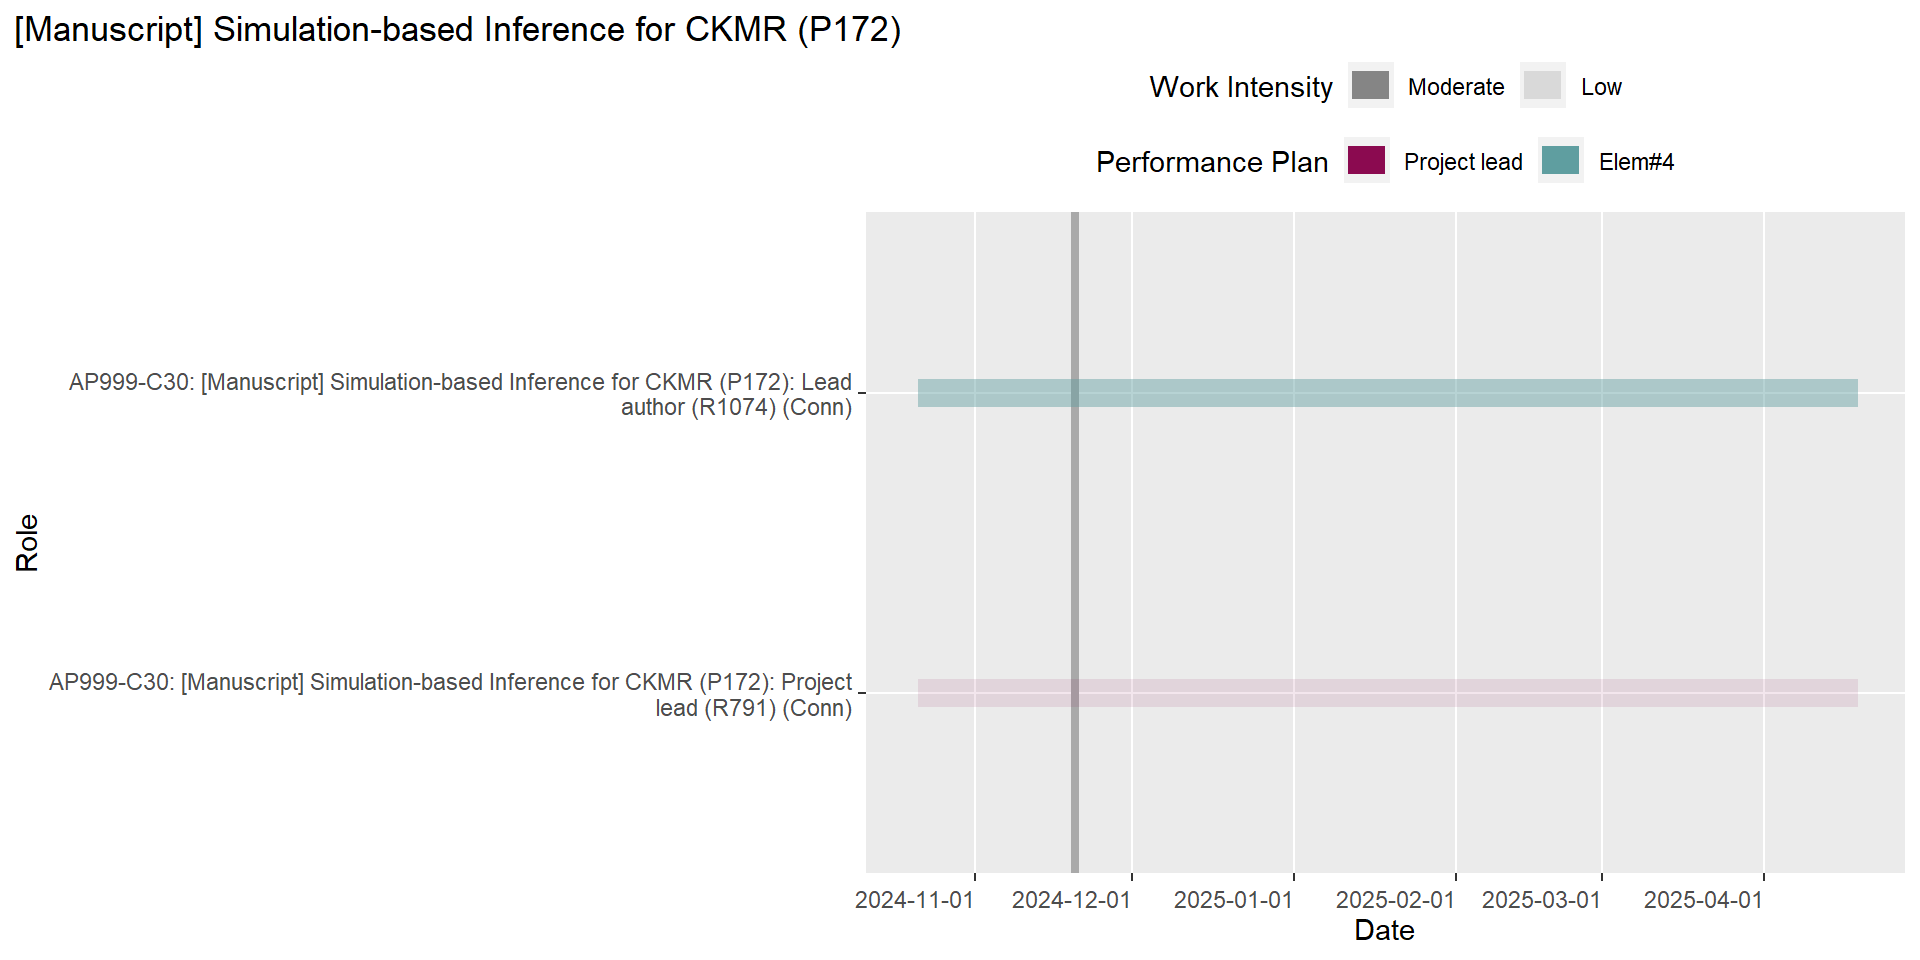 [Manuscript] Simulation-based Inference for CKMR (P172)
Work Intensity Moderate Low
Performance Plan Project lead Elem#4
AP999-C30: [Manuscript] Simulation-based Inference for CKMR (P172): Lead
author (R1074) (Conn)
Role
AP999-C30: [Manuscript] Simulation-based Inference for CKMR (P172): Project
lead (R791) (Conn)
2024-11-01 2024-12-01 2025-01-01 2025-02-01 2025-03-01 2025-04-01
Date